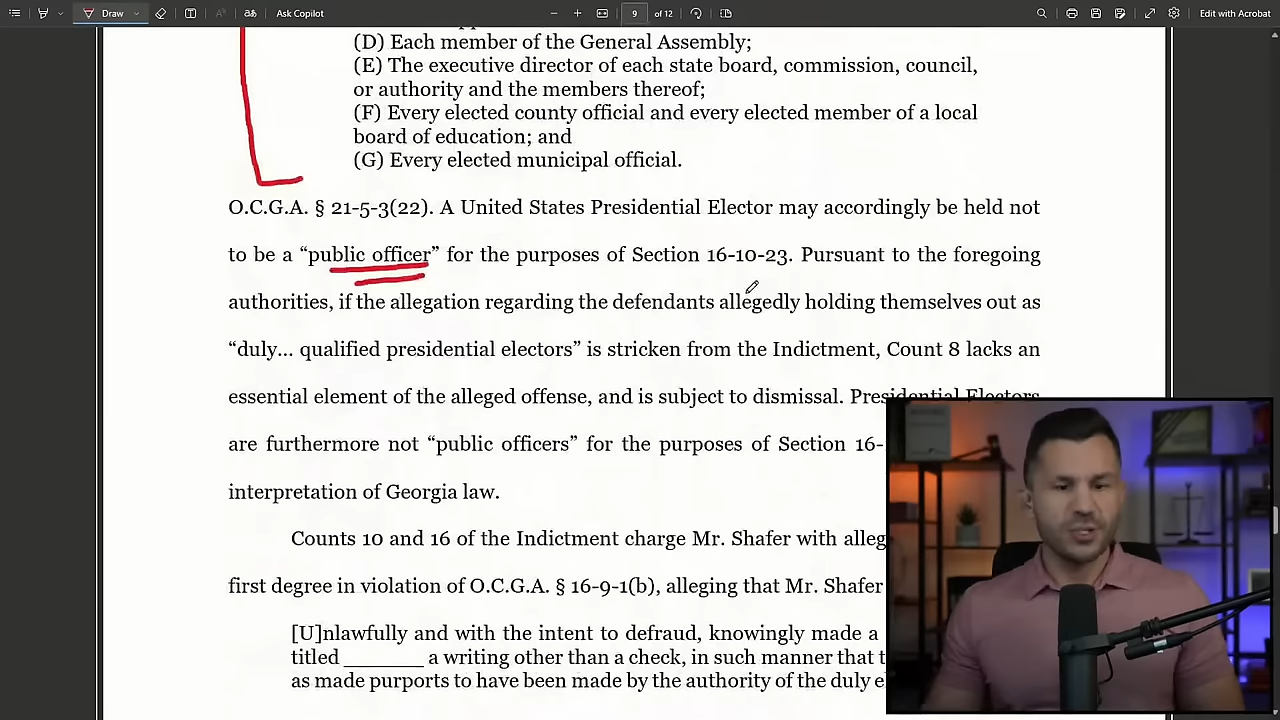 Draw
Ask Copilot
9 of 12
Edit with Acrobat
(D) Each member of the General Assembly;
(E) The executive director of each state board, commission, council,
or authority and the members thereof;
(F) Every elected county official and every elected member of a local
board of education; and
(G) Every elected municipal official.
O.C.G.A. § 21-5-3(22). A United States Presidential Elector may accordingly be held not
to be a “public officer” for the purposes of Section 16-10-23. Pursuant to the foregoing
authorities, if the allegation regarding the defendants allegedly holding themselves out as
“duly... qualified presidential electors” is stricken from the Indictment, Count 8 lacks an
essential element of the alleged offense, and is subject to dismissal. Presidential Electors
are furthermore not “public officers” for the purposes of Section 16-
interpretation of Georgia law.
Counts 10 and 16 of the Indictment charge Mr. Shafer with alleg
first degree in violation of O.C.G.A. § 16-9-1(b), alleging that Mr. Shafer
[U]nlawfully and with the intent to defraud, knowingly made a
titled _______ a writing other than a check, in such manner that t
as made purports to have been made by the authority of the duly e